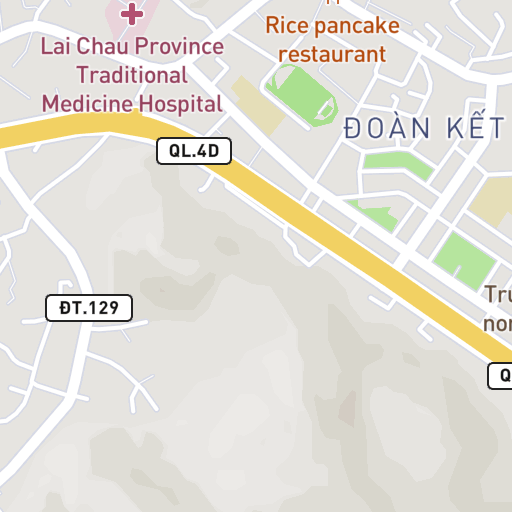 Rice pancake
restaurant
Lai Chau Province
Traditional
Medicine Hospital
ĐOÀN KẾT
QL.4D
ĐT.129